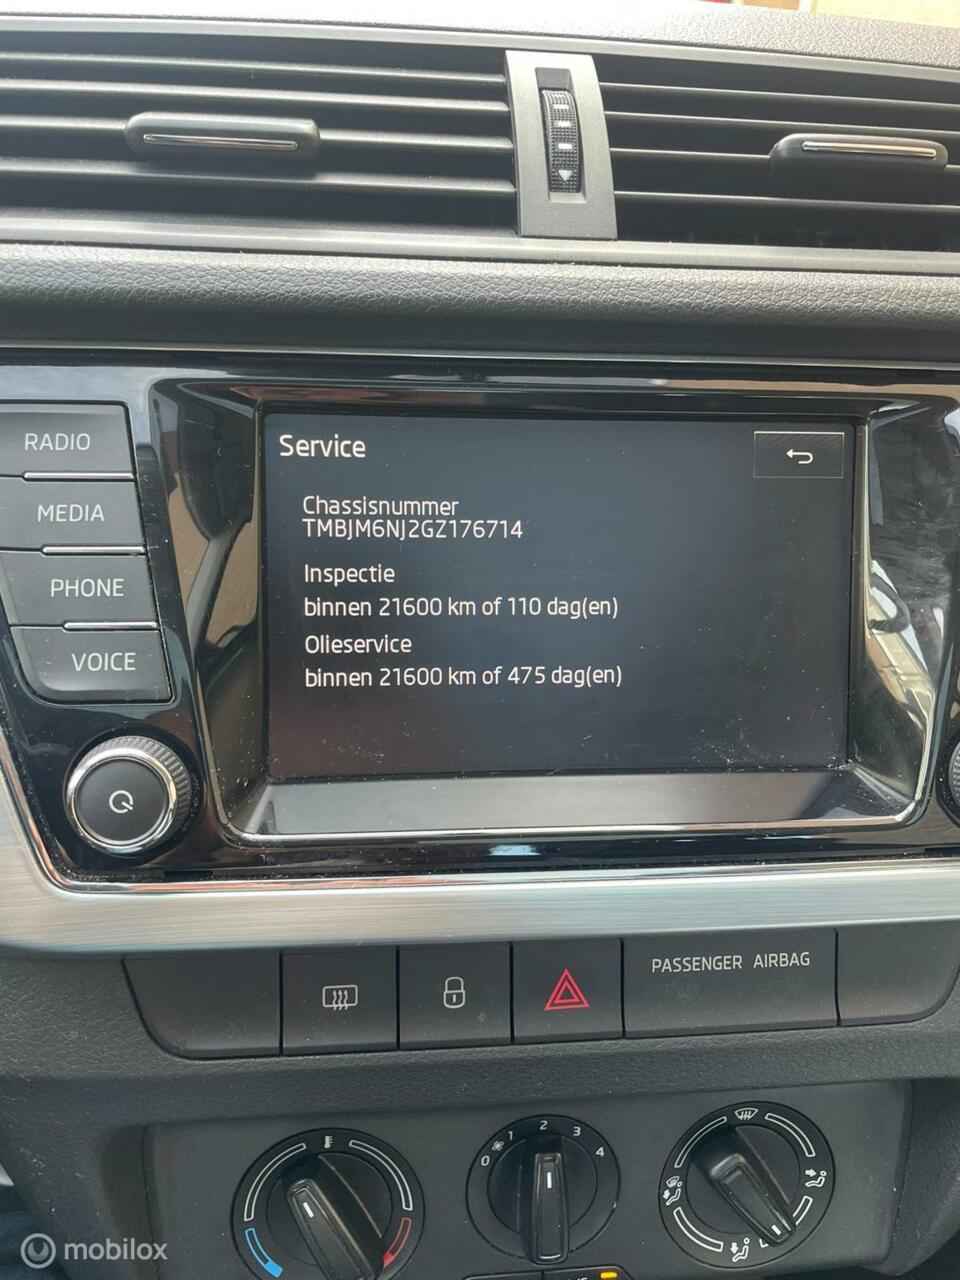 RADIO
MEDIA
PHONE
VOICE
Service
Chassisnummer
TMBJM6NJ2GZ176714
Inspectie
binnen 21600 km of 110 dag(en)
Olieservice
binnen 21600 km of 475 dag(en)
PASSENGER AIRBAG
0 1 2 3 4
mobilox